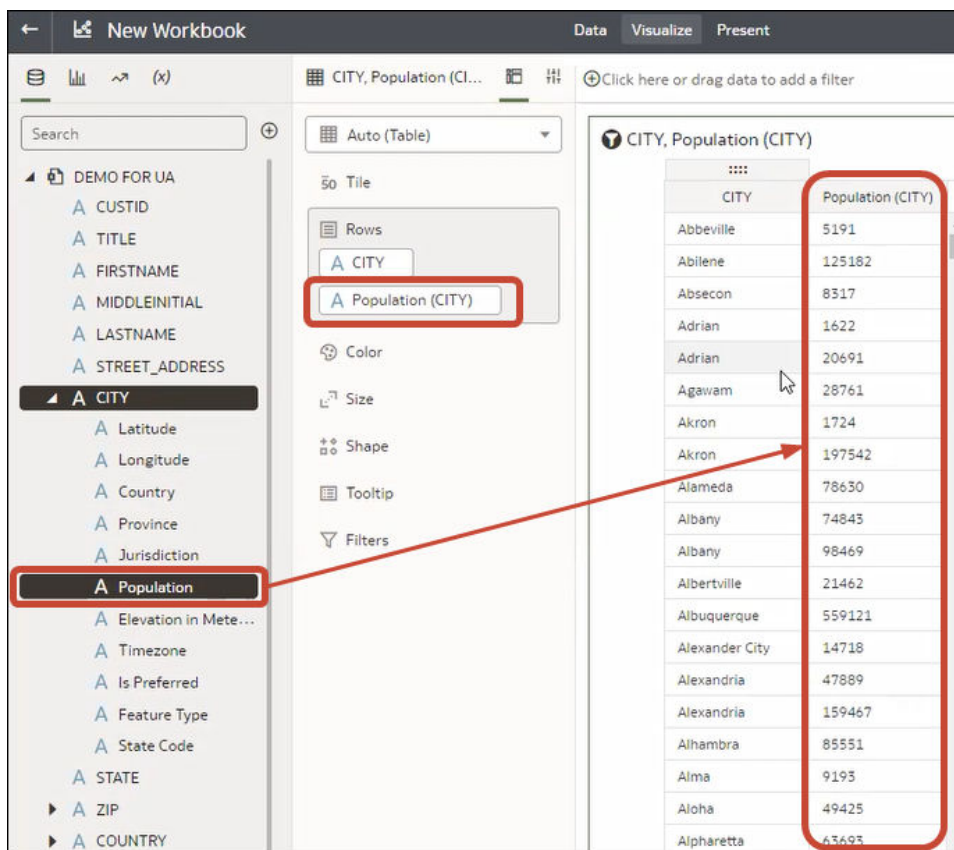 New Workbook
Data Visualize Present
(x)
CITY, Population (CI...
Click here or drag data to add a filter
Search
DEMO FOR UA
A CUSTID
A TITLE
A FIRSTNAME
A MIDDLEINITIAL
A LASTNAME
A STREET_ADDRESS
A CITY
A Latitude
A Longitude
A Country
A Province
A Jurisdiction
A Population
A Elevation in Mete...
A Timezone
A Is Preferred
A Feature Type
A State Code
A STATE
A ZIP
A COUNTRY
Auto (Table)
50 Tile
Rows
A CITY
A Population (CITY)
Color
Size
Shape
Tooltip
Filters
CITY, Population (CITY)
CITY Population (CITY)
Abbeville 5191
Abilene 125182
Absecon 8317
Adrian 1622
Adrian 20691
Agawam 28761
Akron 1724
Akron 197542
Alameda 78630
Albany 74843
Albany 98469
Albertville 21462
Albuquerque 559121
Alexander City 14718
Alexandria 47889
Alexandria 159467
Alhambra 85551
Alma 9193
Aloha 49425
Alpharetta 63693